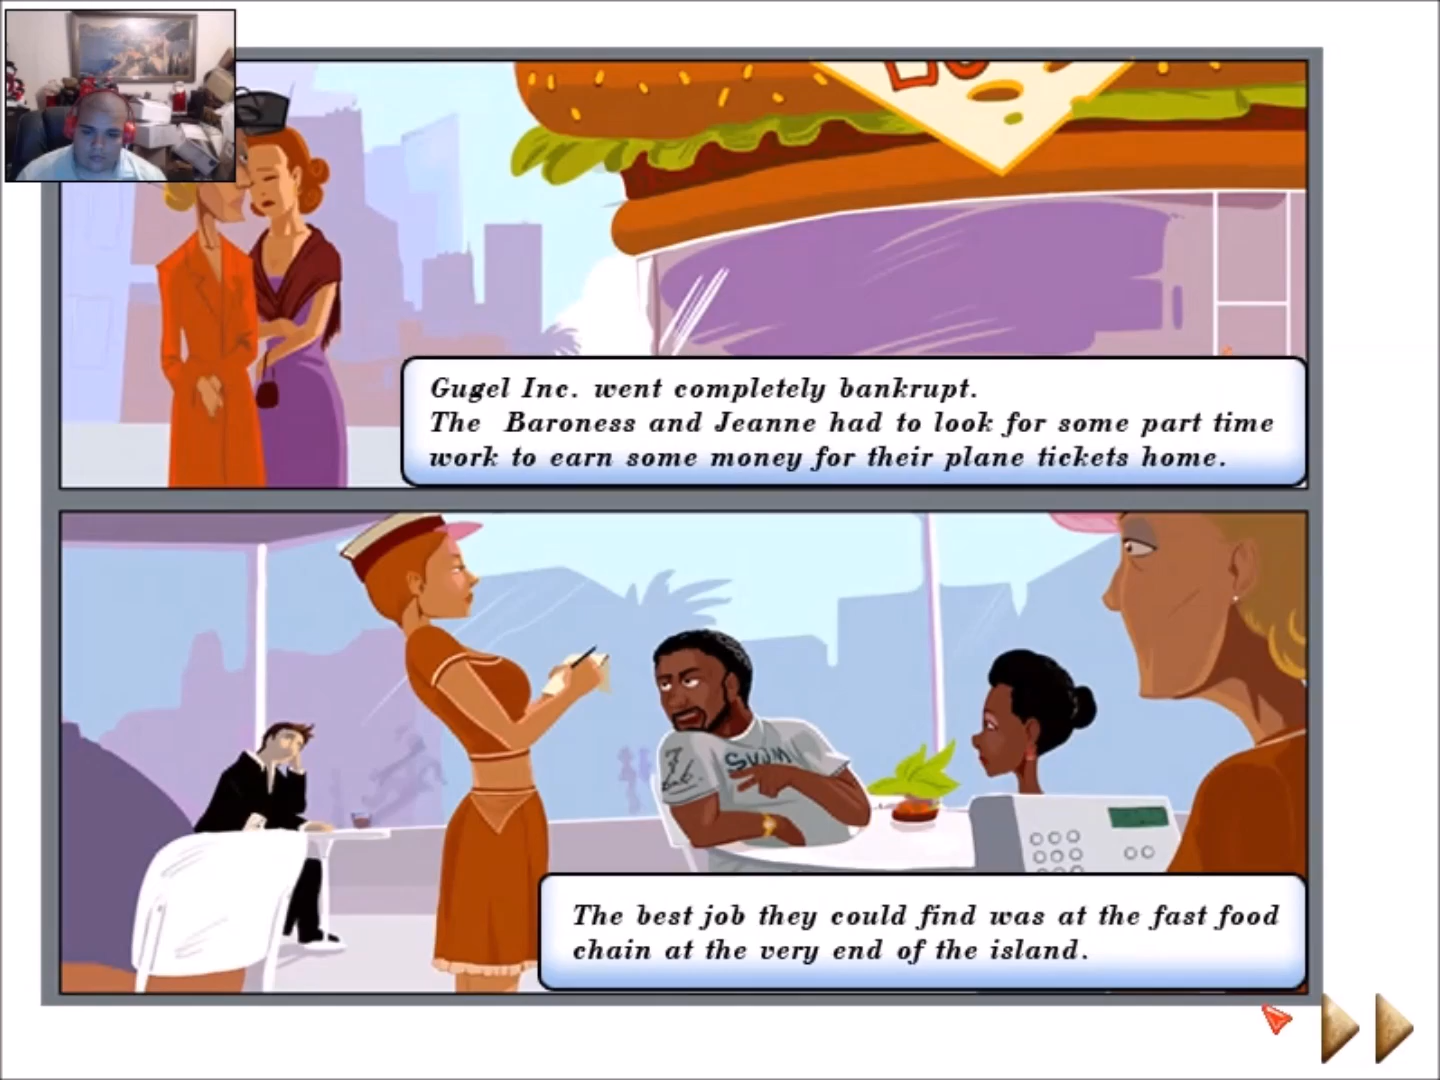 Gugel Inc. went completely bankrupt.
The Baroness and Jeanne had to look for some part time
work to earn some money for their plane tickets home.
The best job they could find was at the fast food
chain at the very end of the island.